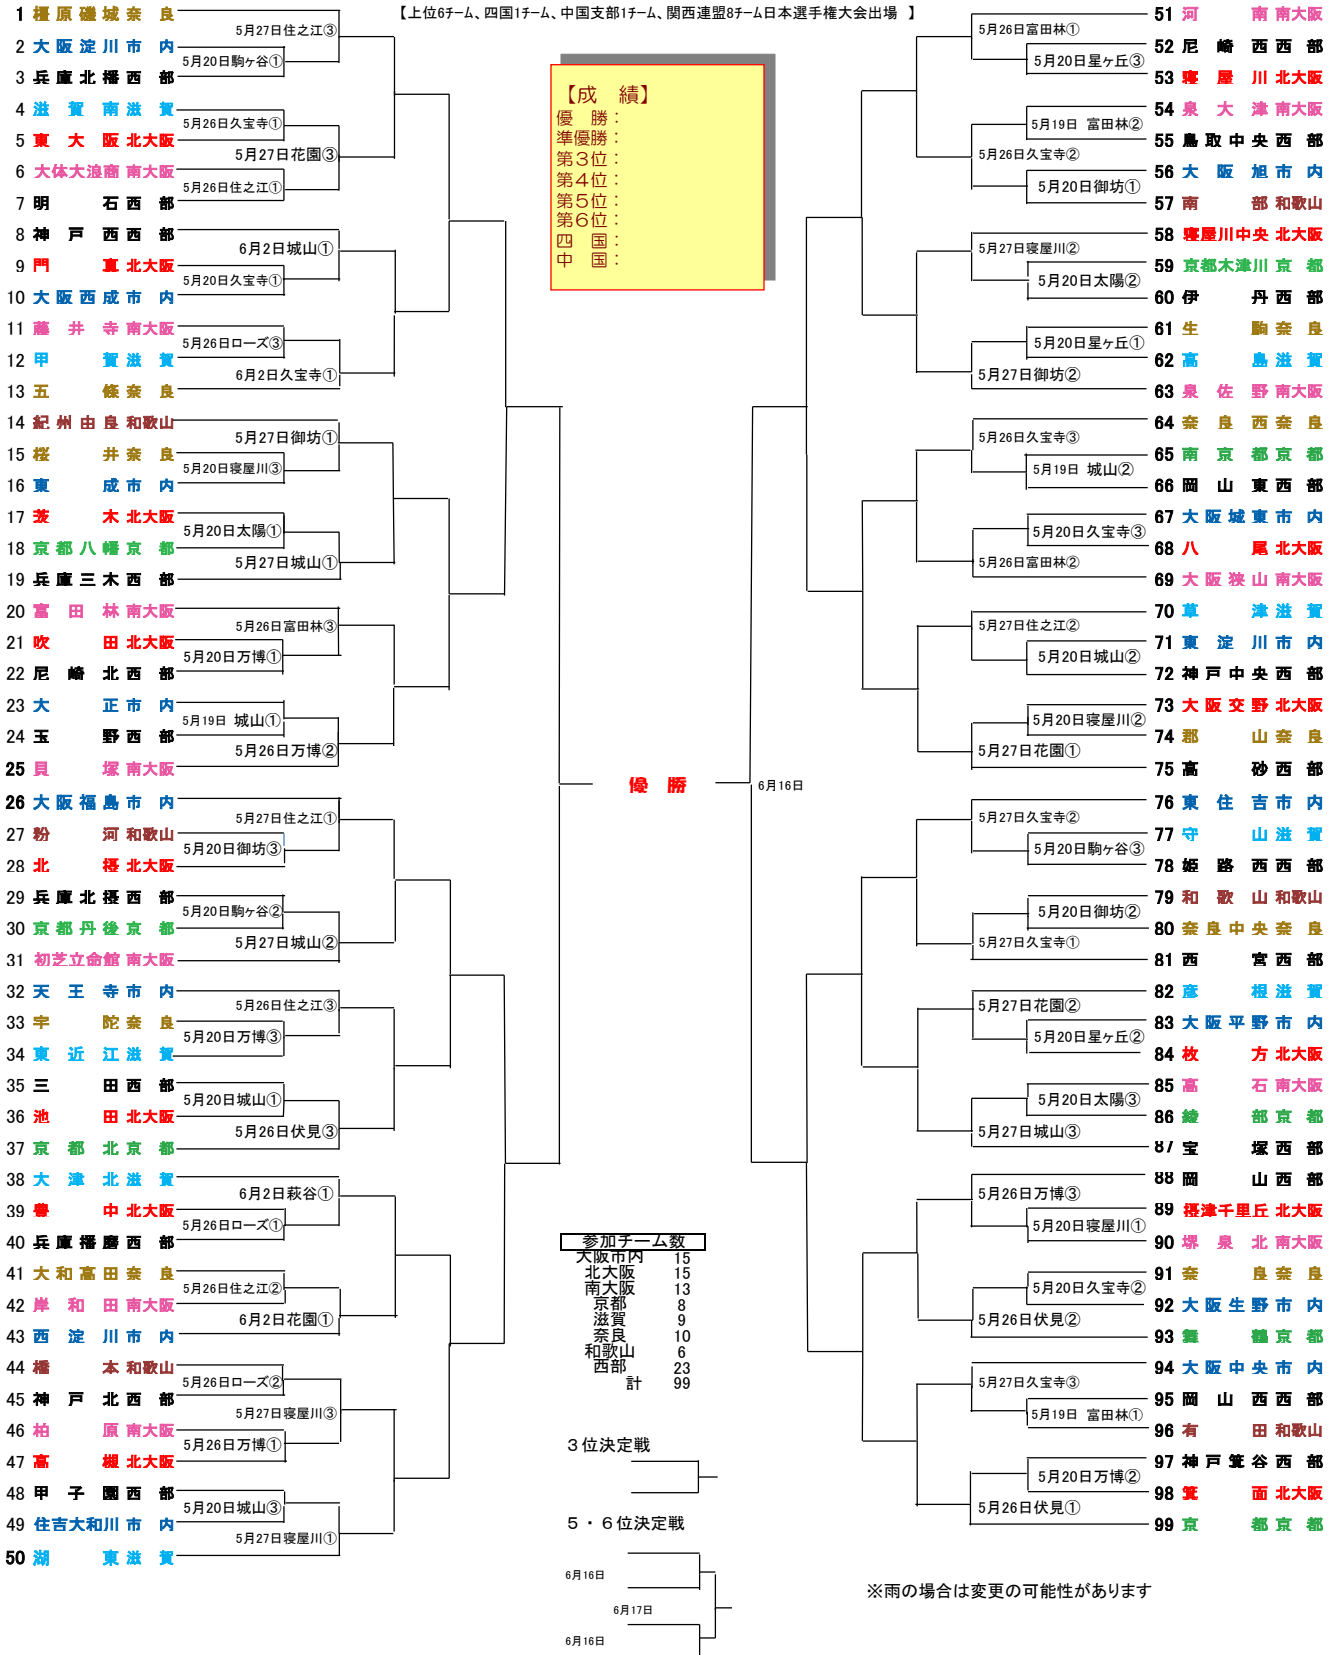 【上位6チーム、四国1チーム、中国支部1チーム、関西連盟8チーム日本選手権大会出場 】
1 橿原磯城 奈良
5月27日住之江③
2 大阪淀川 市内
5月20日駒ヶ谷①
3 兵庫北播 西部
4 滋賀南 滋賀
5月26日久宝寺①
5 東大阪 北大阪
5月27日花園③
6 大体大浪商 南大阪
5月26日住之江①
7 明石 西部
8 神戸西 西部
6月2日城山①
9 門真 北大阪
5月20日久宝寺①
10 大阪西成 市内
11 藤井寺 南大阪
5月26日ローズ③
12 甲賀 滋賀
6月2日久宝寺①
13 五條 奈良
14 紀州由良 和歌山
5月27日御坊①
15 桜井 奈良
5月20日寝屋川③
16 東成 市内
17 茨木 北大阪
5月20日太陽①
18 京都八幡 京都
5月27日城山①
19 兵庫三木 西部
20 富田林 南大阪
5月26日富田林③
21 吹田 北大阪
5月20日万博①
22 尼崎北 西部
23 大正 市内
5月19日 城山①
24 玉野 西部
5月26日万博②
25 貝塚 南大阪
26 大阪福島 市内
5月27日住之江①
27 粉河 和歌山
5月20日御坊③
28 北摂 北大阪
29 兵庫北摂 西部
5月20日駒ヶ谷②
30 京都丹後 京都
5月27日城山②
31 初芝立命館 南大阪
32 天王寺 市内
5月26日住之江③
33 宇陀 奈良
5月20日万博③
34 東近江 滋賀
35 三田 西部
5月20日城山①
36 池田 北大阪
5月26日伏見③
37 京都北 京都
38 大津北 滋賀
6月2日萩谷①
39 豊中 北大阪
5月26日ローズ①
40 兵庫播磨 西部
41 大和高田 奈良
5月26日住之江②
42 岸和田 南大阪
6月2日花園①
43 西淀川 市内
44 橋本 和歌山
5月26日ローズ②
45 神戸北 西部
5月27日寝屋川③
46 柏原 南大阪
5月26日万博①
47 高槻 北大阪
48 甲子園 西部
5月20日城山③
49 住吉大和川 市内
5月27日寝屋川①
50 湖東 滋賀
【成 績】
優 勝：
準優勝：
第3位：
第4位：
第5位：
第6位：
四 国：
中 国：
優 勝
6月16日
参加チーム数
大阪市内 15
北大阪 15
南大阪 13
京都 8
滋賀 9
奈良 10
和歌山 6
西部 23
計 99
３位決定戦
５・６位決定戦
6月16日
6月17日
6月16日
51 河南 南大阪
5月26日富田林①
52 尼崎西 西部
5月20日星ヶ丘③
53 寝屋川 北大阪
54 泉大津 南大阪
5月19日 富田林②
55 鳥取中央 西部
5月26日久宝寺②
56 大阪旭 市内
5月20日御坊①
57 南部 和歌山
58 寝屋川中央 北大阪
5月27日寝屋川②
59 京都木津川 京都
5月20日太陽②
60 伊丹 西部
61 生駒 奈良
5月20日星ヶ丘①
62 高島 滋賀
5月27日御坊②
63 泉佐野 南大阪
64 奈良西 奈良
5月26日久宝寺③
65 南京都 京都
5月19日 城山②
66 岡山東 西部
67 大阪城東 市内
5月20日久宝寺③
68 八尾 北大阪
5月26日富田林②
69 大阪狭山 南大阪
70 草津 滋賀
5月27日住之江②
71 東淀川 市内
5月20日城山②
72 神戸中央 西部
73 大阪交野 北大阪
5月20日寝屋川②
74 郡山 奈良
5月27日花園①
75 高砂 西部
76 東住吉 市内
5月27日久宝寺②
77 守山 滋賀
5月20日駒ヶ谷③
78 姫路西 西部
79 和歌山 和歌山
5月20日御坊②
80 奈良中央 奈良
5月27日久宝寺①
81 西宮 西部
82 彦根 滋賀
5月27日花園②
83 大阪平野 市内
5月20日星ヶ丘②
84 枚方 北大阪
85 高石 南大阪
5月20日太陽③
86 綾部 京都
5月27日城山③
87 宝塚 西部
88 岡山 西部
5月26日万博③
89 摂津千里丘 北大阪
5月20日寝屋川①
90 堺泉北 南大阪
91 奈良 奈良
5月20日久宝寺②
92 大阪生野 市内
5月26日伏見②
93 舞鶴 京都
94 大阪中央 市内
5月27日久宝寺③
95 岡山西 西部
5月19日 富田林①
96 有田 和歌山
97 神戸箕谷 西部
5月20日万博②
98 箕面 北大阪
5月26日伏見①
99 京都 京都
※雨の場合は変更の可能性があります